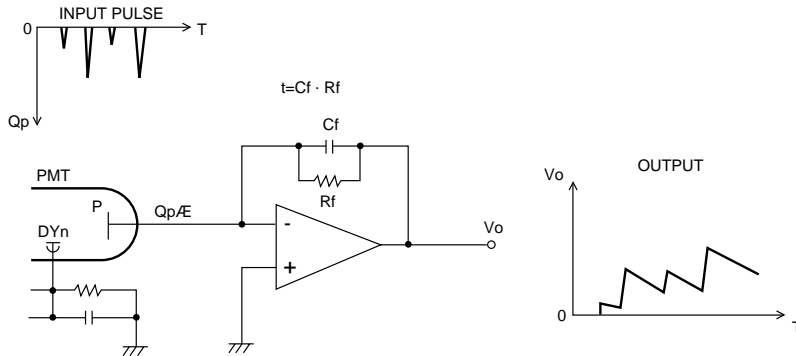 INPUT PULSE
0
T
Qp
t=Cf · Rf
Cf
Rf
PMT
P
QpÆ
DYn
-
+
Vo
OUTPUT
Vo
0
T